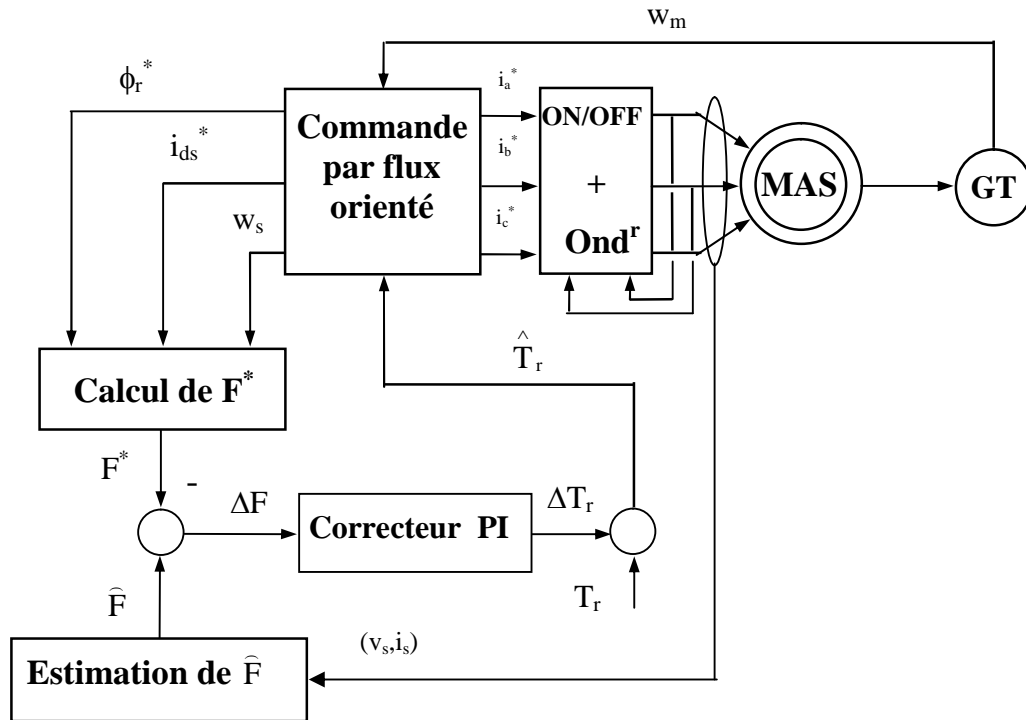 w_m
ϕ_r^*
i_ds^*
w_s
Commande
par flux
orienté
i_a^*
i_b^*
i_c^*
ON/OFF
+
Ond^r
MAS
GT
T̂_r
Calcul de F^*
F^*
-
ΔF
Correcteur PI
ΔT_r
T_r
F̂
(v_s,i_s)
Estimation de F̂